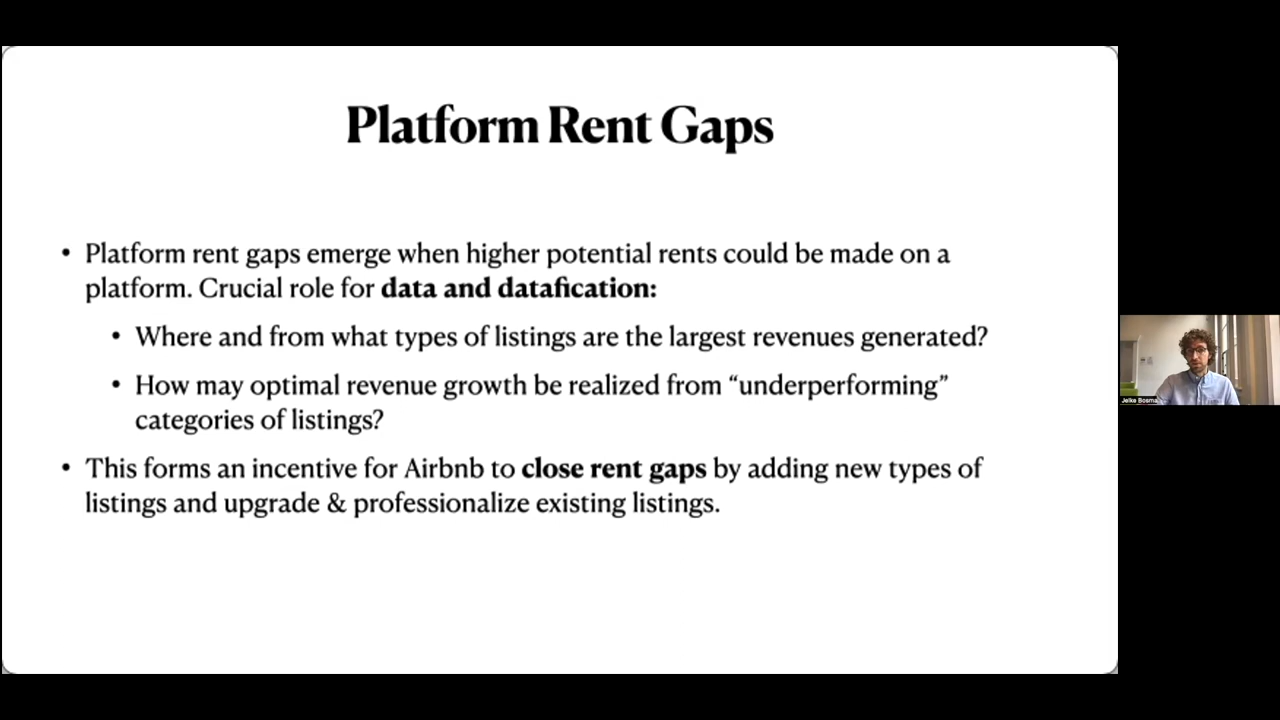 Platform Rent Gaps
• Platform rent gaps emerge when higher potential rents could be made on a
platform. Crucial role for data and datafication:
• Where and from what types of listings are the largest revenues generated?
• How may optimal revenue growth be realized from “underperforming”
categories of listings?
• This forms an incentive for Airbnb to close rent gaps by adding new types of
listings and upgrade & professionalize existing listings.
Jelke Bosma